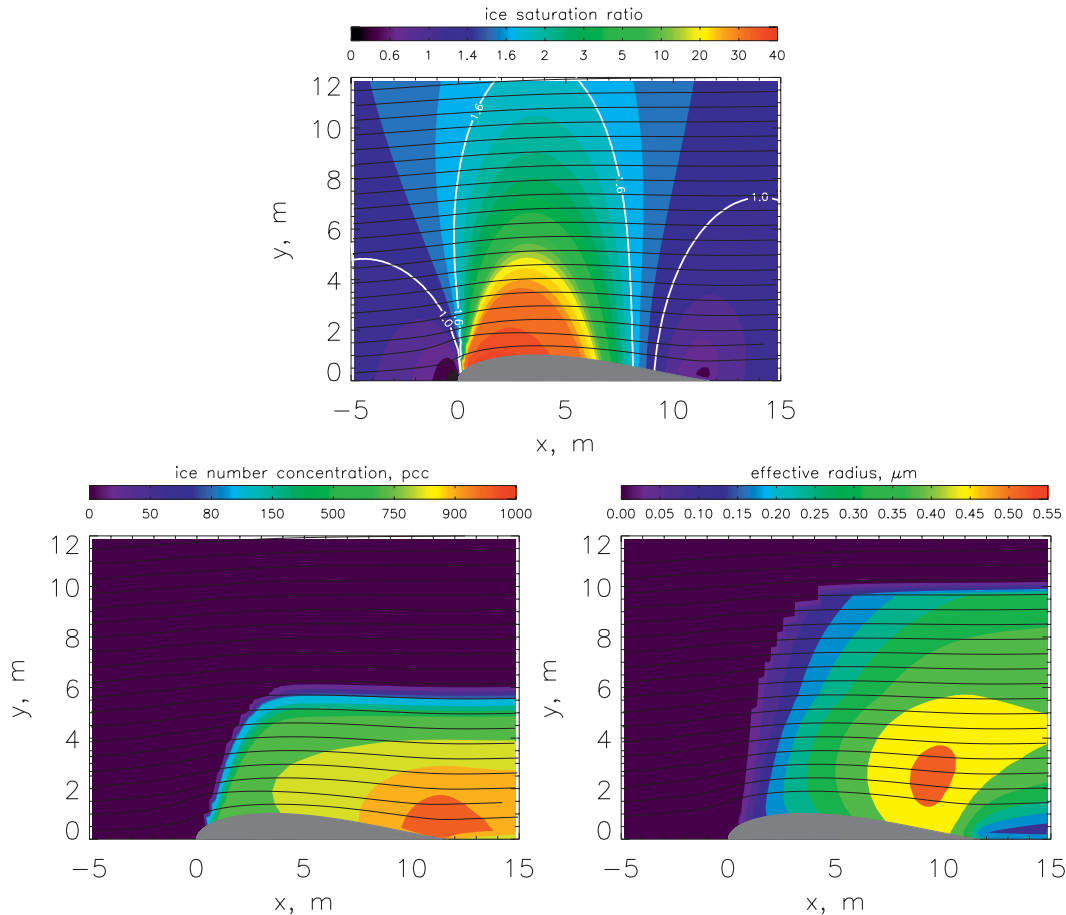 ice saturation ratio
0 0.6 1 1.4 1.6 2 3 5 10 20 30 40
12
10
8
6
4
2
0
y, m
1.6
1.6
1.0
1.0
1.6
−5 0 5 10 15
x, m
ice number concentration, pcc
0 50 80 150 500 750 900 1000
12
10
8
6
4
2
0
y, m
−5 0 5 10 15
x, m
effective radius, μm
0.00 0.05 0.10 0.15 0.20 0.25 0.30 0.35 0.40 0.45 0.55
12
10
8
6
4
2
0
y, m
−5 0 5 10 15
x, m